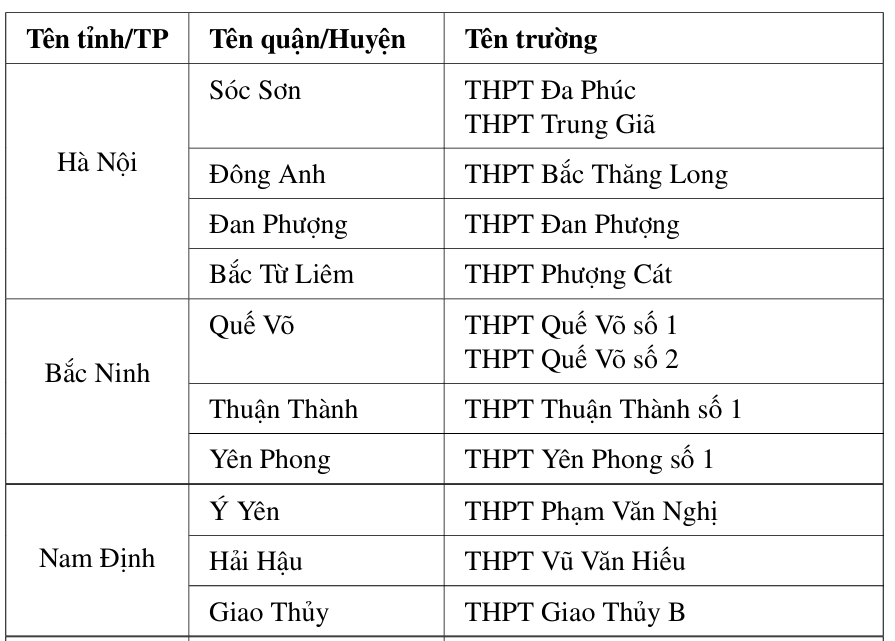 Tên tỉnh/TP Tên quận/Huyện Tên trường
Hà Nội
Sóc Sơn THPT Đa Phúc
THPT Trung Giã
Đông Anh THPT Bắc Thăng Long
Đan Phượng THPT Đan Phượng
Bắc Từ Liêm THPT Phượng Cát
Bắc Ninh
Quế Võ THPT Quế Võ số 1
THPT Quế Võ số 2
Thuận Thành THPT Thuận Thành số 1
Yên Phong THPT Yên Phong số 1
Nam Định
Ý Yên THPT Phạm Văn Nghị
Hải Hậu THPT Vũ Văn Hiếu
Giao Thủy THPT Giao Thủy B